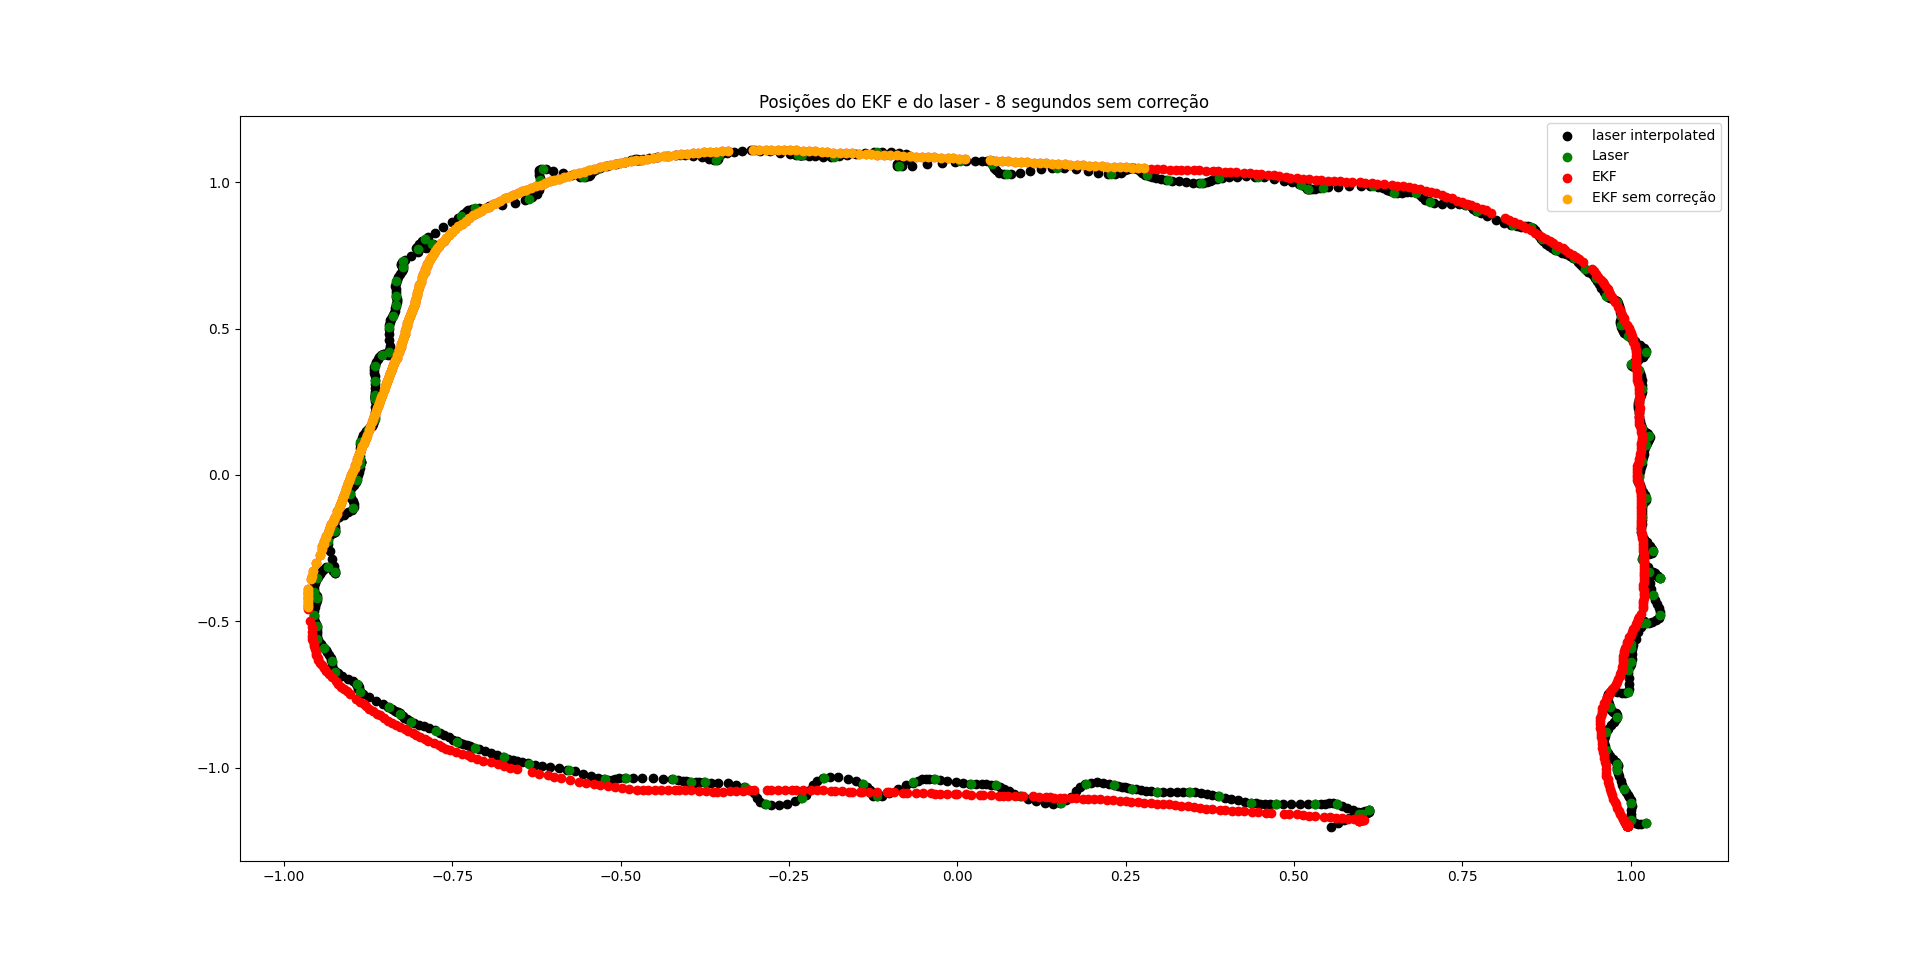 Posições do EKF e do laser - 8 segundos sem correção
laser interpolated
Laser
EKF
EKF sem correção
1.0
0.5
0.0
−0.5
−1.0
−1.00 −0.75 −0.50 −0.25 0.00 0.25 0.50 0.75 1.00